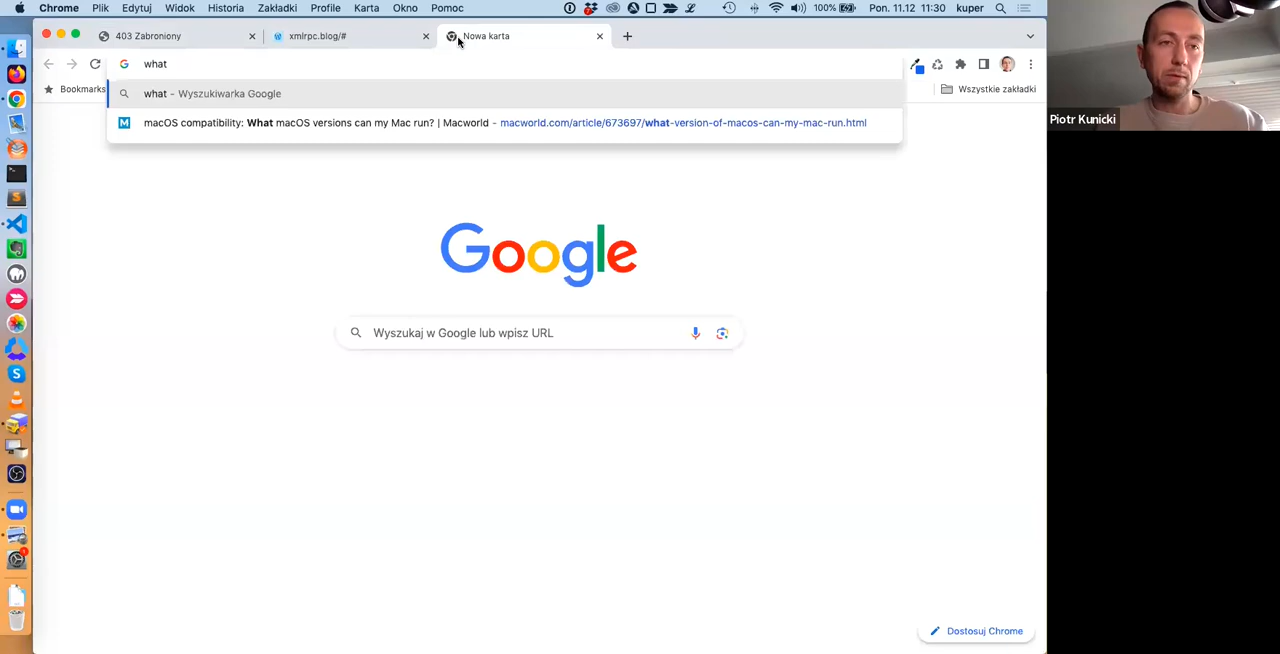 Chrome Plik Edytuj Widok Historia Zakładki Profile Karta Okno Pomoc 100% Pon. 11.12 11:30 kuper
403 Zabroniony xmlrpc.blog/# Nowa karta
what
Bookmarks what - Wyszukiwarka Google Wszystkie zakładki
macOS compatibility: What macOS versions can my Mac run? | Macworld - macworld.com/article/673697/what-version-of-macos-can-my-mac-run.html
Piotr Kunicki
Google
Wyszukaj w Google lub wpisz URL
Dostosuj Chrome